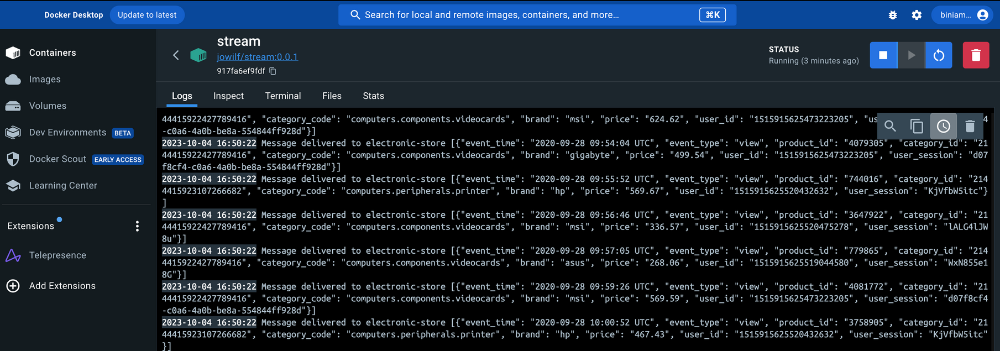 Docker Desktop
Update to latest
Search for local and remote images, containers, and more...
⌘K
biniam...
Containers
Images
Volumes
Dev Environments BETA
Docker Scout EARLY ACCESS
Learning Center
Extensions
Telepresence
Add Extensions
stream
jowilf/stream:0.0.1
917fa6ef9fdf
STATUS
Running (3 minutes ago)
Logs Inspect Terminal Files Stats
44415922427789416", "category_code": "computers.components.videocards", "brand": "msi", "price": "624.62", "user_id": "1515915625473223205", "us 4
-c0a6-4a0b-be8a-554844ff928d"}]
2023-10-04 16:50:22 Message delivered to electronic-store [{"event_time": "2020-09-28 09:54:04 UTC", "event_type": "view", "product_id": "4079305", "category_id": "21
44415922427789416", "category_code": "computers.components.videocards", "brand": "gigabyte", "price": "499.54", "user_id": "1515915625473223205", "user_session": "d07
f8cf4-c0a6-4a0b-be8a-554844ff928d"}]
2023-10-04 16:50:22 Message delivered to electronic-store [{"event_time": "2020-09-28 09:55:52 UTC", "event_type": "view", "product_id": "744016", "category_id": "214
4415923107266682", "category_code": "computers.peripherals.printer", "brand": "hp", "price": "569.67", "user_id": "1515915625520432632", "user_session": "KjVfbW5itc"}
]
2023-10-04 16:50:22 Message delivered to electronic-store [{"event_time": "2020-09-28 09:56:46 UTC", "event_type": "view", "product_id": "3647922", "category_id": "21
44415922427789416", "category_code": "computers.components.videocards", "brand": "msi", "price": "336.57", "user_id": "1515915625520475278", "user_session": "lALG4lJW
8u"}]
2023-10-04 16:50:22 Message delivered to electronic-store [{"event_time": "2020-09-28 09:57:05 UTC", "event_type": "view", "product_id": "779865", "category_id": "214
4415922427789416", "category_code": "computers.components.videocards", "brand": "asus", "price": "268.06", "user_id": "1515915625519044580", "user_session": "WxN855e1
8G"}]
2023-10-04 16:50:22 Message delivered to electronic-store [{"event_time": "2020-09-28 09:59:26 UTC", "event_type": "view", "product_id": "4081772", "category_id": "21
44415922427789416", "category_code": "computers.components.videocards", "brand": "msi", "price": "569.59", "user_id": "1515915625473223205", "user_session": "d07f8cf4
-c0a6-4a0b-be8a-554844ff928d"}]
2023-10-04 16:50:22 Message delivered to electronic-store [{"event_time": "2020-09-28 10:00:52 UTC", "event_type": "view", "product_id": "3758905", "category_id": "21
44415923107266682", "category_code": "computers.peripherals.printer", "brand": "hp", "price": "467.43", "user_id": "1515915625520432632", "user_session": "KjVfbW5itc"
}]